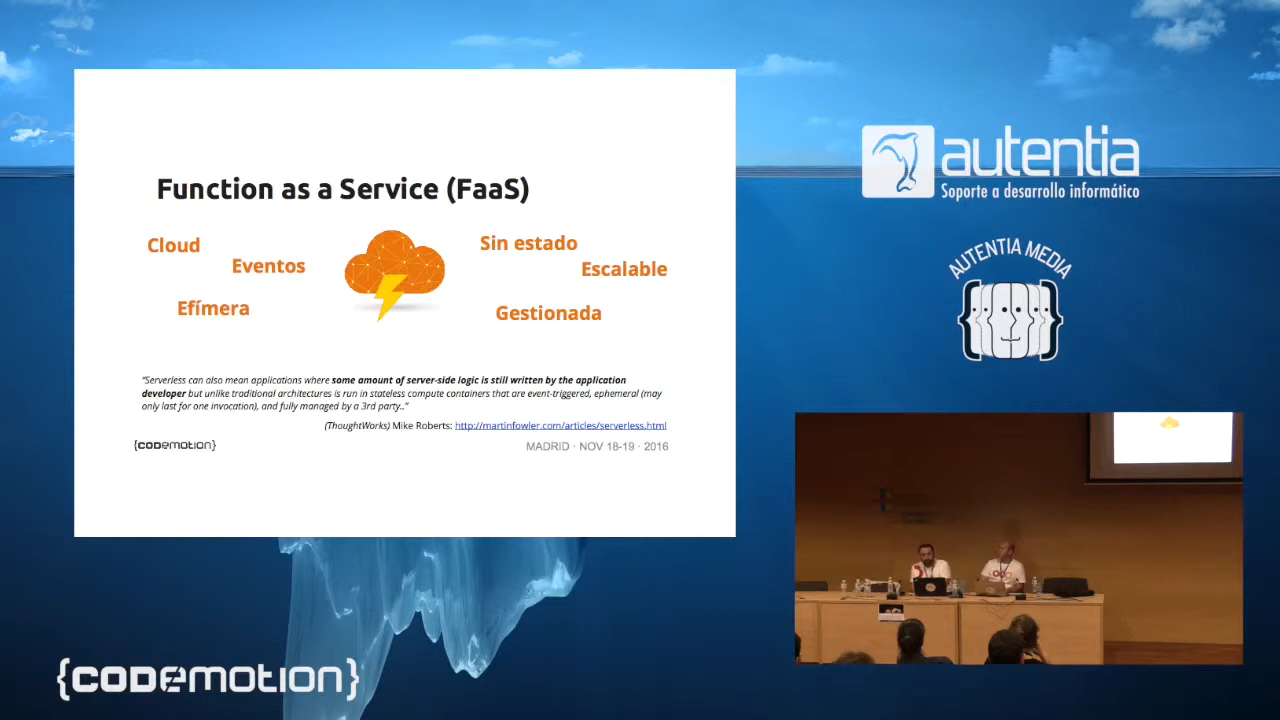 Function as a Service (FaaS)
Cloud
Eventos
Efímera
Sin estado
Escalable
Gestionada
“Serverless can also mean applications where some amount of server-side logic is still written by the application
developer but unlike traditional architectures is run in stateless compute containers that are event-triggered, ephemeral (may
only last for one invocation), and fully managed by a 3rd party..”
(ThoughtWorks) Mike Roberts: http://martinfowler.com/articles/serverless.html
{CODEMOTION}
MADRID · NOV 18-19 · 2016
autentia
Soporte a desarrollo informático
AUTENTIA MEDIA
{CODEMOTION}